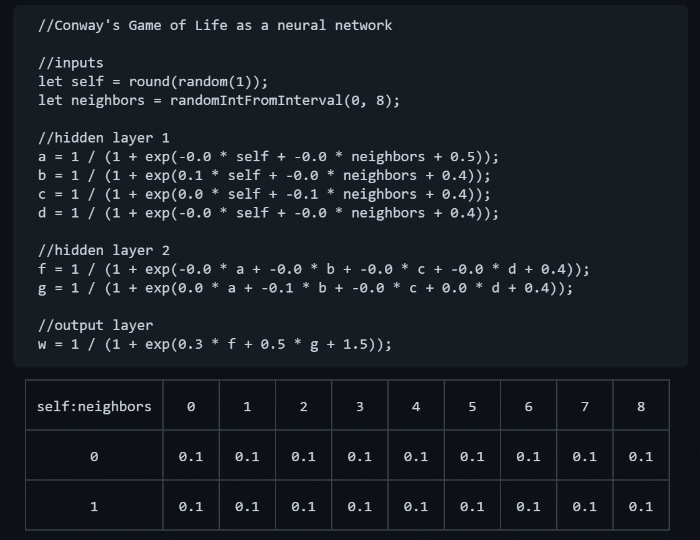 //Conway's Game of Life as a neural network
//inputs
let self = round(random(1));
let neighbors = randomIntFromInterval(0, 8);
//hidden layer 1
a = 1 / (1 + exp(-0.0 * self + -0.0 * neighbors + 0.5));
b = 1 / (1 + exp(0.1 * self + -0.0 * neighbors + 0.4));
c = 1 / (1 + exp(0.0 * self + -0.1 * neighbors + 0.4));
d = 1 / (1 + exp(-0.0 * self + -0.0 * neighbors + 0.4));
//hidden layer 2
f = 1 / (1 + exp(-0.0 * a + -0.0 * b + -0.0 * c + -0.0 * d + 0.4));
g = 1 / (1 + exp(0.0 * a + -0.1 * b + -0.0 * c + 0.0 * d + 0.4));
//output layer
w = 1 / (1 + exp(0.3 * f + 0.5 * g + 1.5));
self:neighbors 0 1 2 3 4 5 6 7 8
0 0.1 0.1 0.1 0.1 0.1 0.1 0.1 0.1 0.1
1 0.1 0.1 0.1 0.1 0.1 0.1 0.1 0.1 0.1